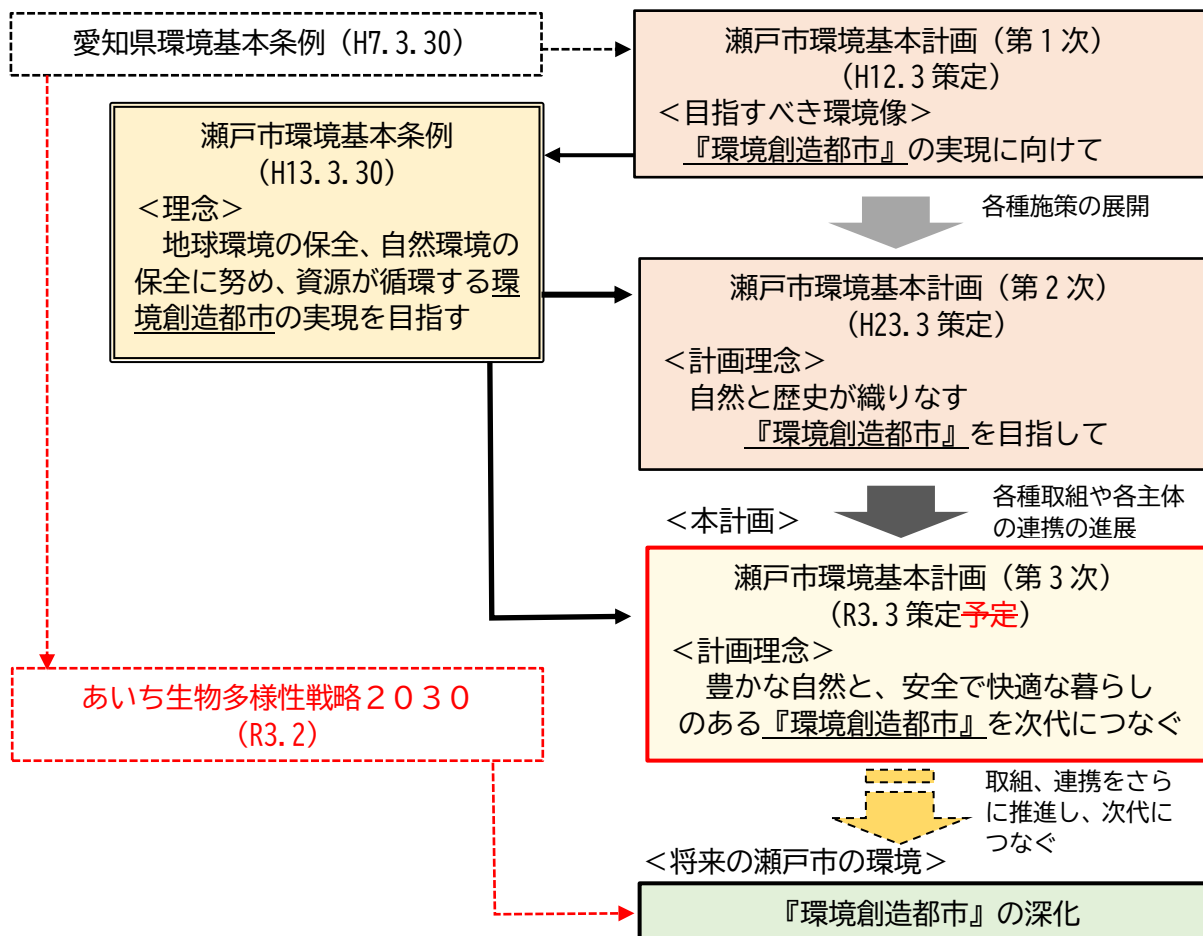 愛知県環境基本条例（H7.3.30）
瀬戸市環境基本計画（第１次）
（H12.3 策定）
＜目指すべき環境像＞
『環境創造都市』の実現に向けて
瀬戸市環境基本条例
（H13.3.30）
＜理念＞
地球環境の保全、自然環境の
保全に努め、資源が循環する環
境創造都市の実現を目指す
各種施策の展開
瀬戸市環境基本計画（第２次）
（H23.3 策定）
＜計画理念＞
自然と歴史が織りなす
『環境創造都市』を目指して
各種取組や各主体
の連携の進展
＜本計画＞
瀬戸市環境基本計画（第３次）
（R3.3 策定予定）
＜計画理念＞
豊かな自然と、安全で快適な暮らし
のある『環境創造都市』を次代につなぐ
あいち生物多様性戦略２０３０
（R3.2）
取組、連携をさら
に推進し、次代に
つなぐ
＜将来の瀬戸市の環境＞
『環境創造都市』の深化